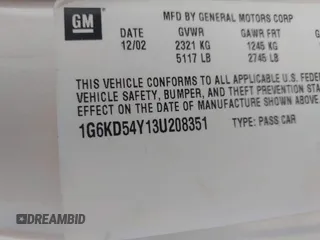 GM
MFD BY GENERAL MOTORS CORP
DATE GVWR GAWR FRT
12/02 2321 KG 1245 KG
5117 LB 2745 LB
THIS VEHICLE CONFORMS TO ALL APPLICABLE U.S. FEDER
VEHICLE SAFETY, BUMPER, AND THEFT PREVENTION STA
EFFECT ON THE DATE OF MANUFACTURE SHOWN ABOV
1G6KD54Y13U208351 TYPE: PASS CAR
DREAMBID